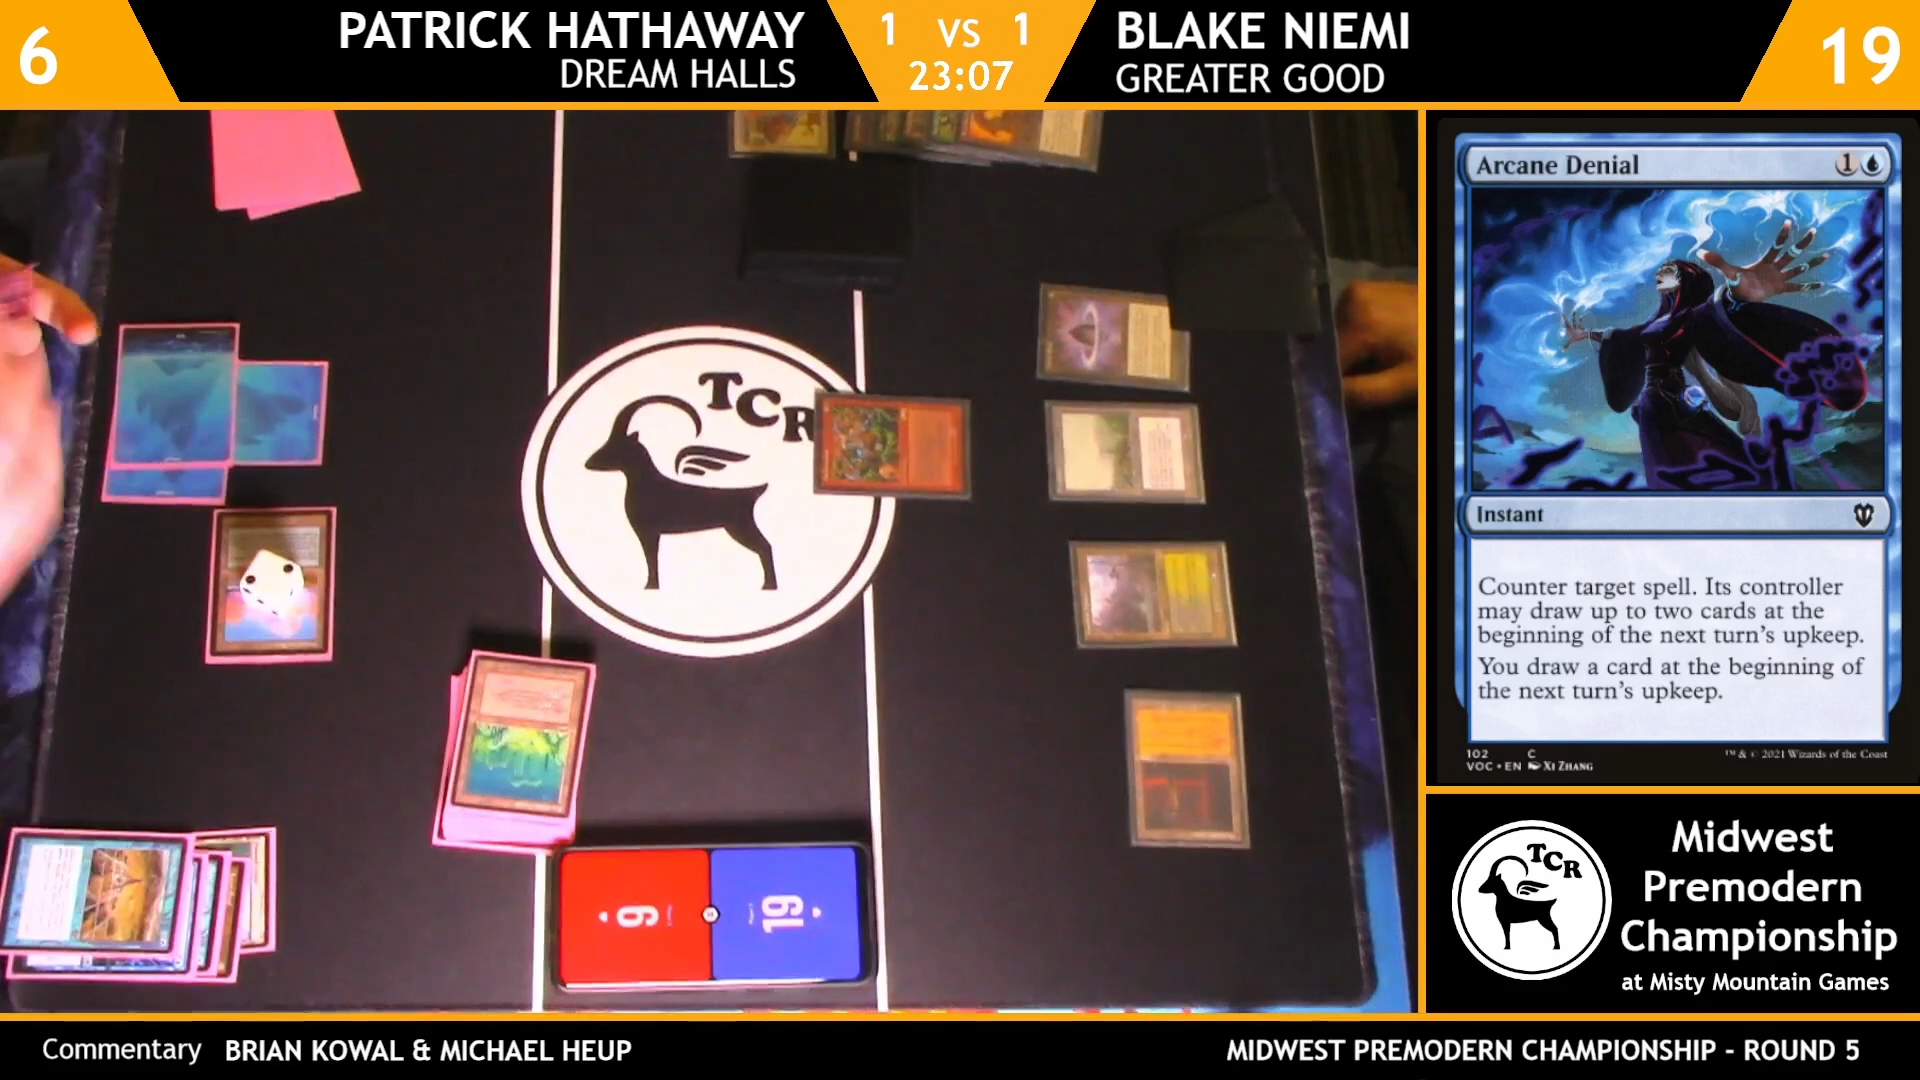 6
PATRICK HATHAWAY
DREAM HALLS
1 VS 1
23:07
BLAKE NIEMI
GREATER GOOD
19
Arcane Denial 1
Instant
Counter target spell. Its controller
may draw up to two cards at the
beginning of the next turn's upkeep.
You draw a card at the beginning of
the next turn's upkeep.
102 C
VOC • EN XI ZHANG
™ & © 2021 Wizards of the Coast
TCR
6
19
TCR
Midwest
Premodern
Championship
at Misty Mountain Games
Commentary BRIAN KOWAL & MICHAEL HEUP
MIDWEST PREMODERN CHAMPIONSHIP - ROUND 5